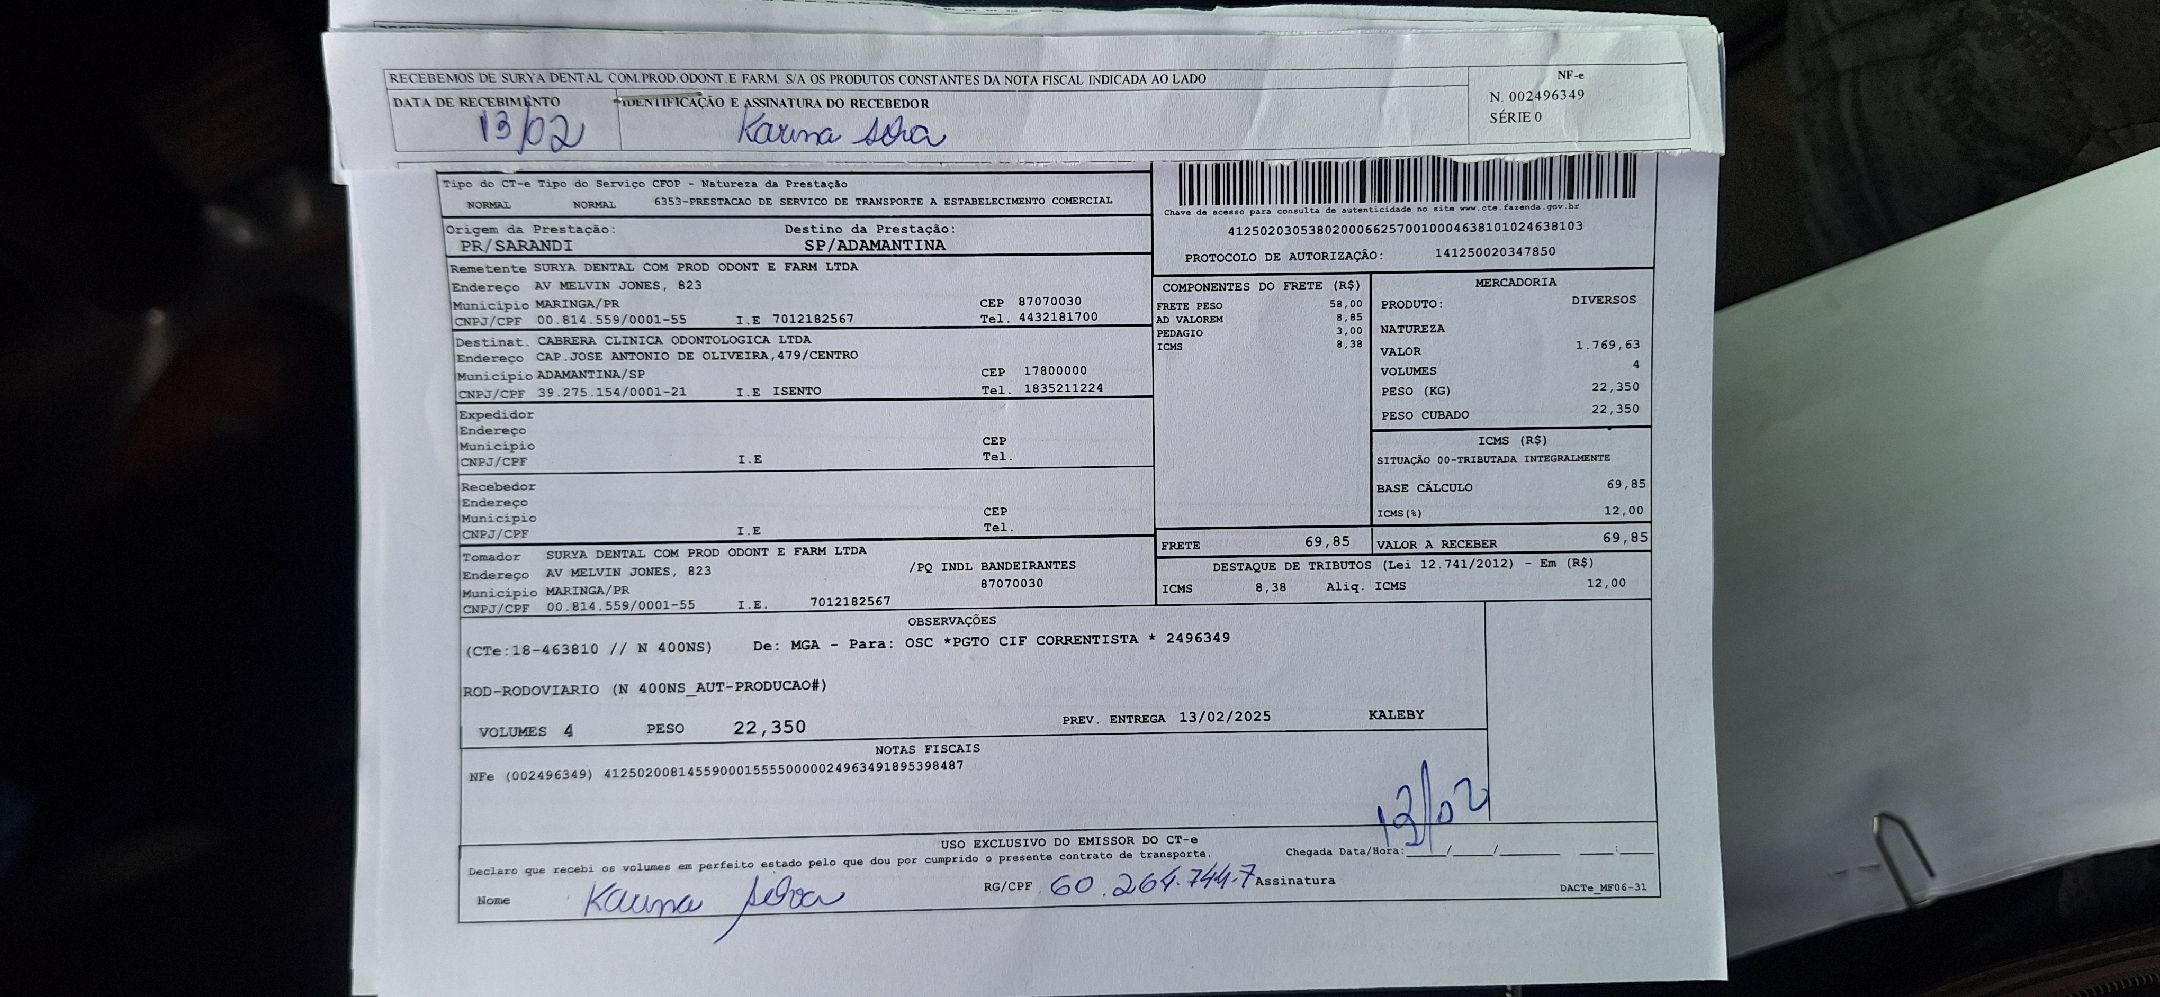 RECEBEMOS DE SURYA DENTAL COM.PROD.ODONT.E FARM. S/A OS PRODUTOS CONSTANTES DA NOTA FISCAL INDICADA AO LADO
NF-e
N. 002496349
SÉRIE 0
DATA DE RECEBIMENTO
IDENTIFICAÇÃO E ASSINATURA DO RECEBEDOR
13/02
Karina
Tipo do CT-e Tipo do Serviço CFOP - Natureza da Prestação
NORMAL NORMAL 6353-PRESTACAO DE SERVICO DE TRANSPORTE A ESTABELECIMENTO COMERCIAL
Origem da Prestação: Destino da Prestação:
PR/SARANDI SP/ADAMANTINA
Chave de acesso para consulta de autenticidade no site www.cte.fazenda.gov.br
41250203053802000662570010004638101024638103
PROTOCOLO DE AUTORIZAÇÃO: 141250020347850
Remetente SURYA DENTAL COM PROD ODONT E FARM LTDA
Endereço AV MELVIN JONES, 823
Município MARINGA/PR CEP 87070030
CNPJ/CPF 00.814.559/0001-55 I.E 7012182567 Tel. 4432181700
Destinat. CABRERA CLINICA ODONTOLOGICA LTDA
Endereço CAP.JOSE ANTONIO DE OLIVEIRA,479/CENTRO
Município ADAMANTINA/SP CEP 17800000
CNPJ/CPF 39.275.154/0001-21 I.E ISENTO Tel. 1835211224
Expedidor
Endereço
Município CEP
CNPJ/CPF I.E Tel.
Recebedor
Endereço
Município CEP
CNPJ/CPF I.E Tel.
Tomador SURYA DENTAL COM PROD ODONT E FARM LTDA
Endereço AV MELVIN JONES, 823 /PQ INDL BANDEIRANTES
Município MARINGA/PR 87070030
CNPJ/CPF 00.814.559/0001-55 I.E. 7012182567
COMPONENTES DO FRETE (R$)
FRETE PESO 58,00
AD VALOREM 8,85
PEDAGIO 3,00
ICMS 8,38
MERCADORIA
PRODUTO: DIVERSOS
NATUREZA
VALOR 1.769,63
VOLUMES 4
PESO (KG) 22,350
PESO CUBADO 22,350
ICMS (R$)
SITUAÇÃO 00-TRIBUTADA INTEGRALMENTE
BASE CÁLCULO 69,85
ICMS(%) 12,00
FRETE 69,85 VALOR A RECEBER 69,85
DESTAQUE DE TRIBUTOS (Lei 12.741/2012) - Em (R$)
ICMS 8,38 Aliq. ICMS 12,00
OBSERVAÇÕES
(CTe:18-463810 // N 400NS) De: MGA - Para: OSC *PGTO CIF CORRENTISTA * 2496349
ROD-RODOVIARIO (N 400NS_AUT-PRODUCAO#)
VOLUMES 4 PESO 22,350 PREV. ENTREGA 13/02/2025 KALEBY
NOTAS FISCAIS
NFe (002496349) 41250200814559000155550000024963491895398487
13/02
USO EXCLUSIVO DO EMISSOR DO CT-e
Declaro que recebi os volumes em perfeito estado pelo que dou por cumprido o presente contrato de transporte. Chegada Data/Hora:____/_____/_______ ____:____
Nome Karina RG/CPF 60.264.744-7 Assinatura
DACTe_MF06-31